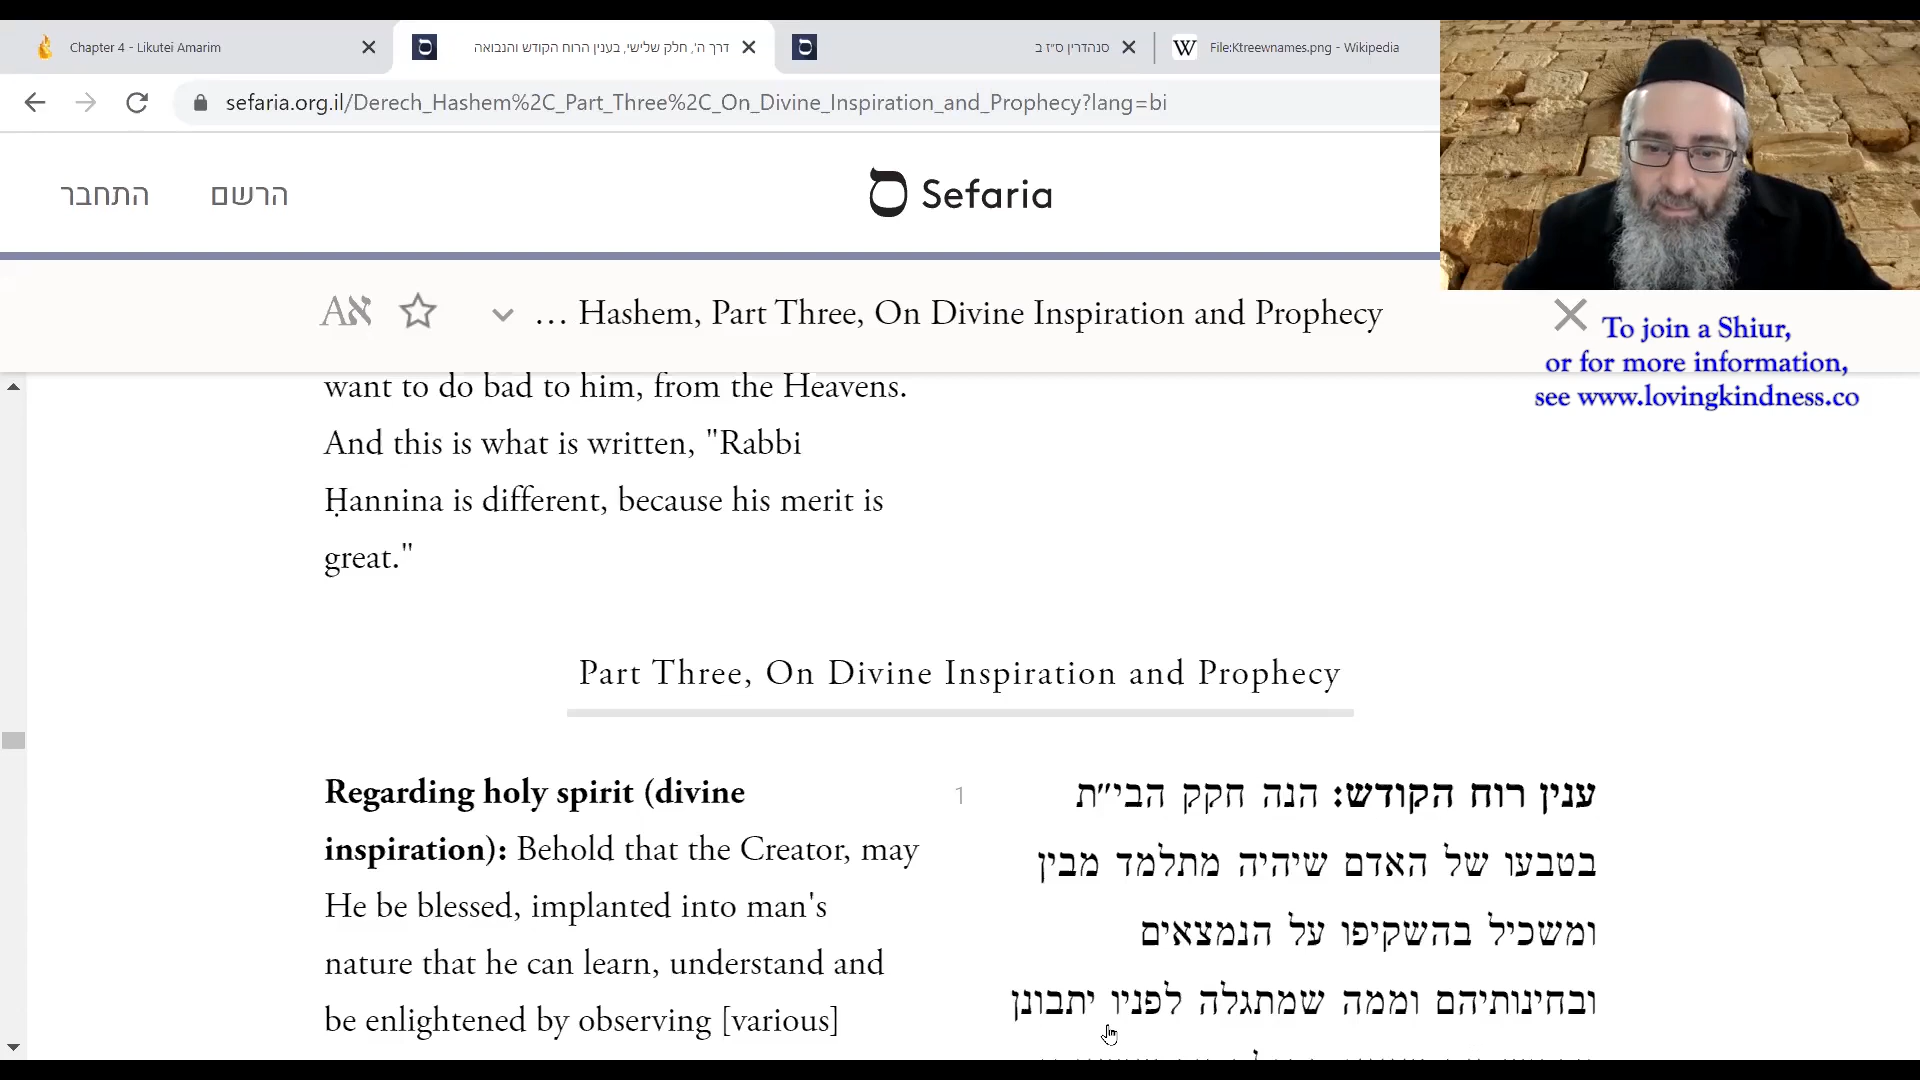 Chapter 4 - Likutei Amarim
דרך ה', חלק שלישי, בענין הרוח הקודש והנבואה
סנהדרין ס״ז ב
File:Ktreewnames.png - Wikipedia
sefaria.org.il/Derech_Hashem%2C_Part_Three%2C_On_Divine_Inspiration_and_Prophecy?lang=bi
התחבר
הרשם
Sefaria
… Hashem, Part Three, On Divine Inspiration and Prophecy
To join a Shiur,
or for more information,
see www.lovingkindness.co
want to do bad to him, from the Heavens.
And this is what is written, "Rabbi
Ḥannina is different, because his merit is
great."
Part Three, On Divine Inspiration and Prophecy
Regarding holy spirit (divine
inspiration): Behold that the Creator, may
He be blessed, implanted into man's
nature that he can learn, understand and
be enlightened by observing [various]
1
ענין רוח הקודש: הנה חקק הבי״ת
בטבעו של האדם שיהיה מתלמד מבין
ומשכיל בהשקיפו על הנמצאים
ובחינותיהם וממה שמתגלה לפניו יתבונן